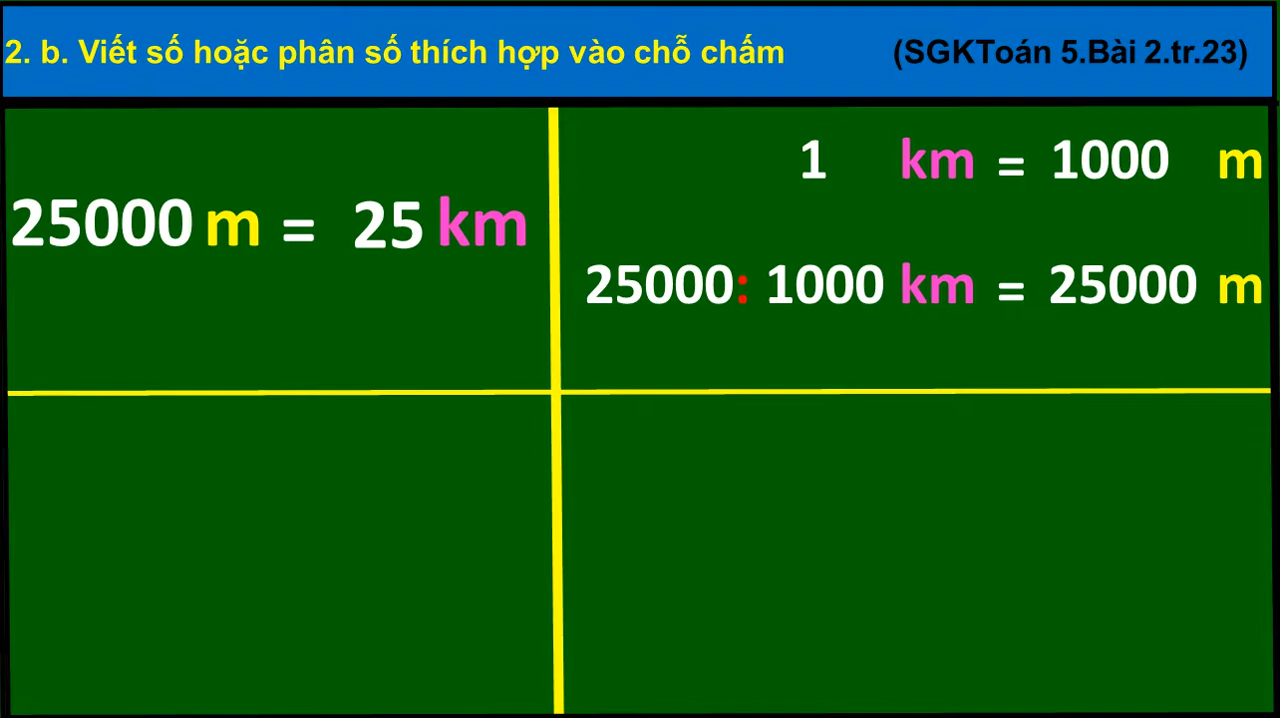 2. b. Viết số hoặc phân số thích hợp vào chỗ chấm (SGKToán 5.Bài 2.tr.23)
25000 m = 25 km
1 km = 1000 m
25000: 1000 km = 25000 m